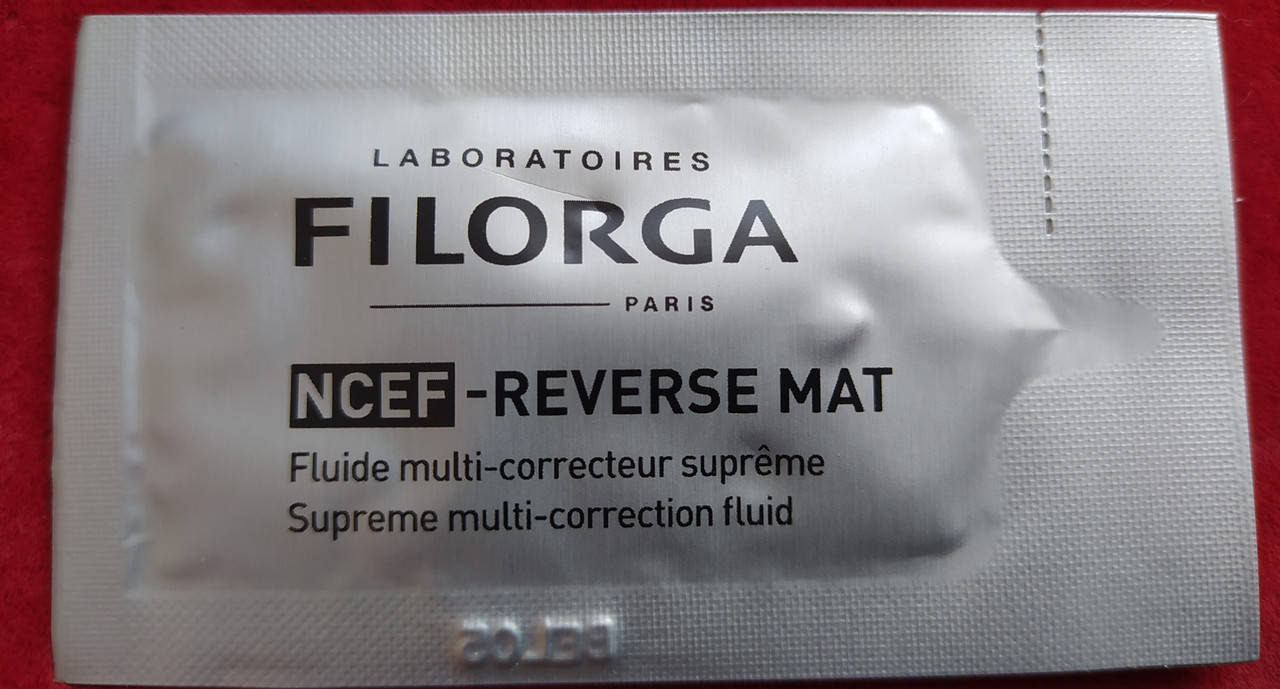 LABORATOIRES
FILORGA
PARIS
NCEF-REVERSE MAT
Fluide multi-correcteur suprême
Supreme multi-correction fluid